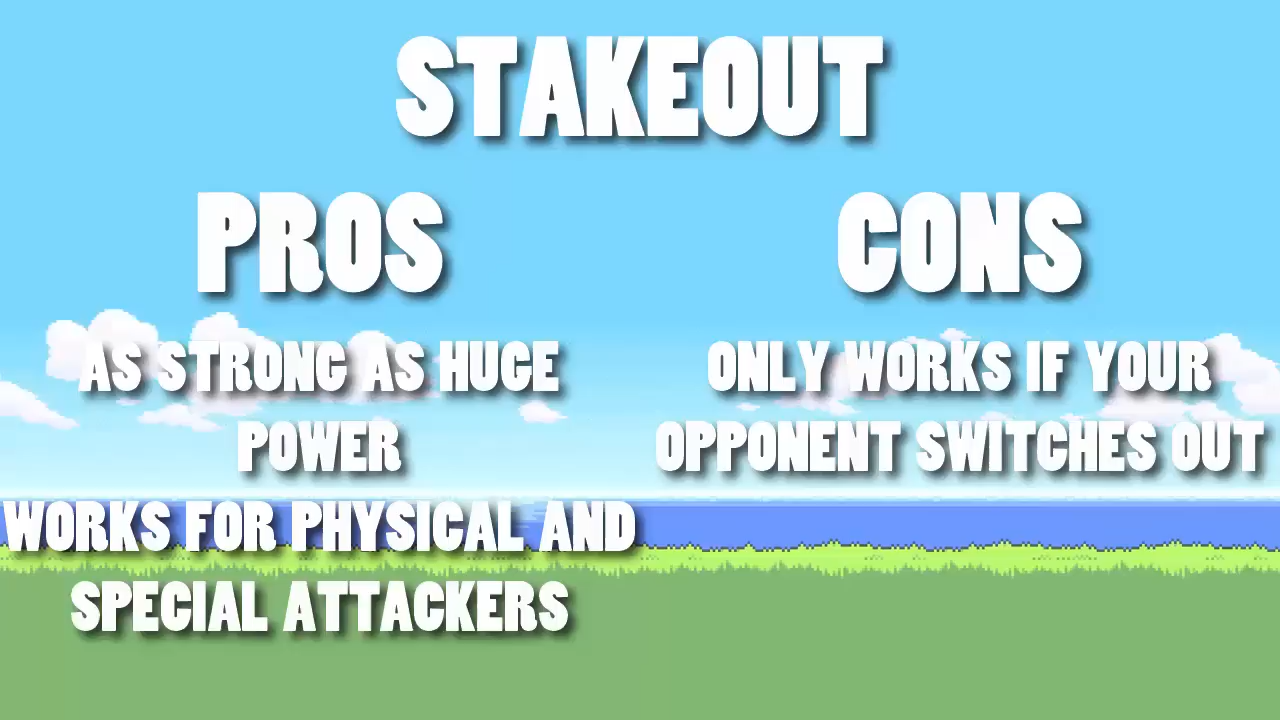 STAKEOUT
PROS
CONS
AS STRONG AS HUGE
POWER
WORKS FOR PHYSICAL AND
SPECIAL ATTACKERS
ONLY WORKS IF YOUR
OPPONENT SWITCHES OUT